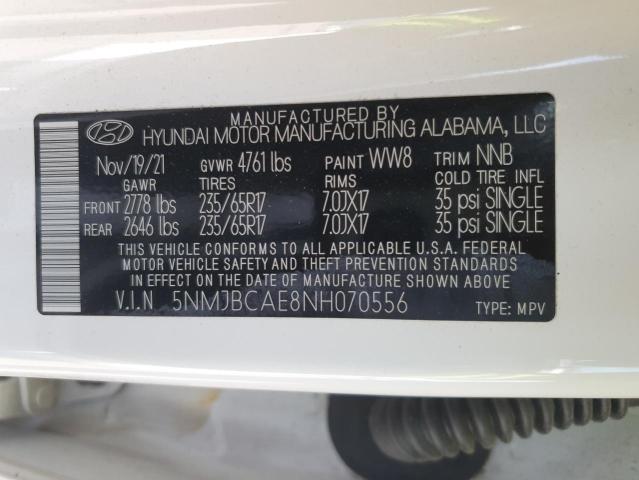 MANUFACTURED BY
HYUNDAI MOTOR MANUFACTURING ALABAMA, LLC
Nov/19/21 GVWR 4761 lbs PAINT WW8 TRIM NNB
GAWR TIRES RIMS COLD TIRE INFL
FRONT 2778 lbs 235/65R17 7.0JX17 35 psi SINGLE
REAR 2646 lbs 235/65R17 7.0JX17 35 psi SINGLE
THIS VEHICLE CONFORMS TO ALL APPLICABLE U.S.A. FEDERAL
MOTOR VEHICLE SAFETY AND THEFT PREVENTION STANDARDS
IN EFFECT ON THE DATE OF MANUFACTURE SHOWN ABOVE
V.I.N 5NMJBCAE8NH070556 TYPE: MPV